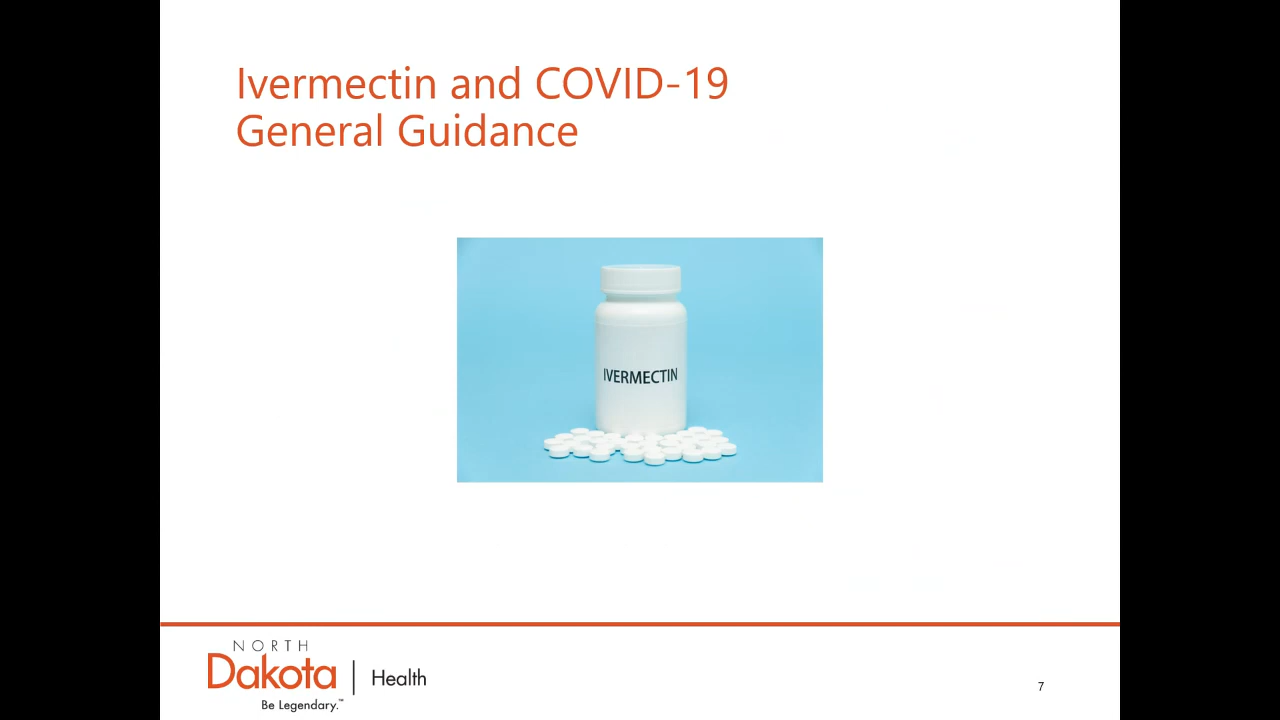 Ivermectin and COVID-19
General Guidance
IVERMECTIN
NORTH
Dakota
Be Legendary.™
Health
7